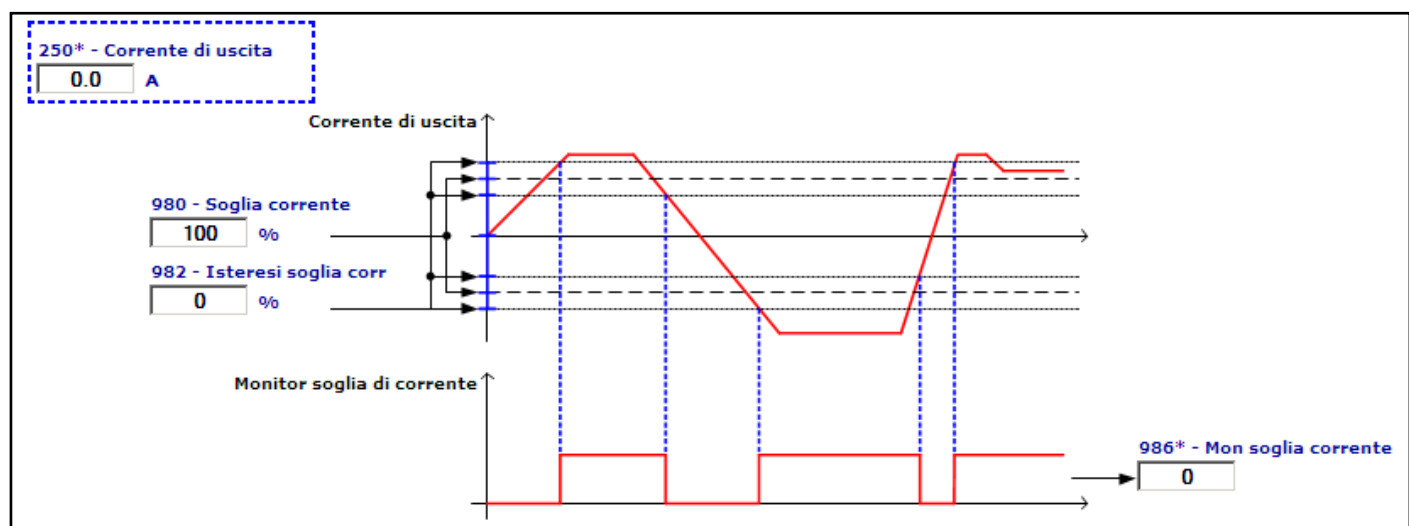 250* - Corrente di uscita
0.0 A
Corrente di uscita
980 - Soglia corrente
100 %
982 - Isteresi soglia corr
0 %
Monitor soglia di corrente
986* - Mon soglia corrente
0